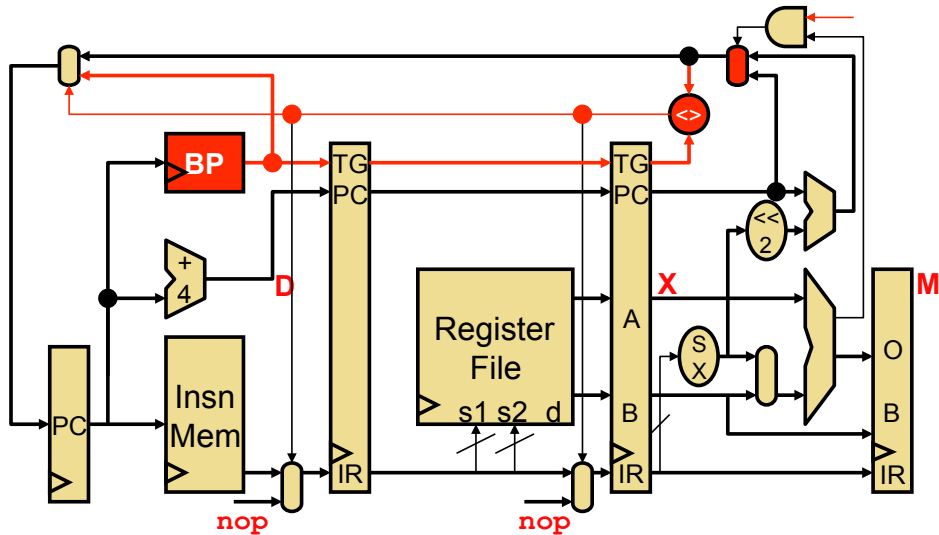 <>
BP
TG
TG
PC
PC
<<
2
+
4
D
X
M
Register
File
A
S
X
O
Insn
Mem
PC
s1 s2 d
B
B
IR
IR
IR
nop
nop